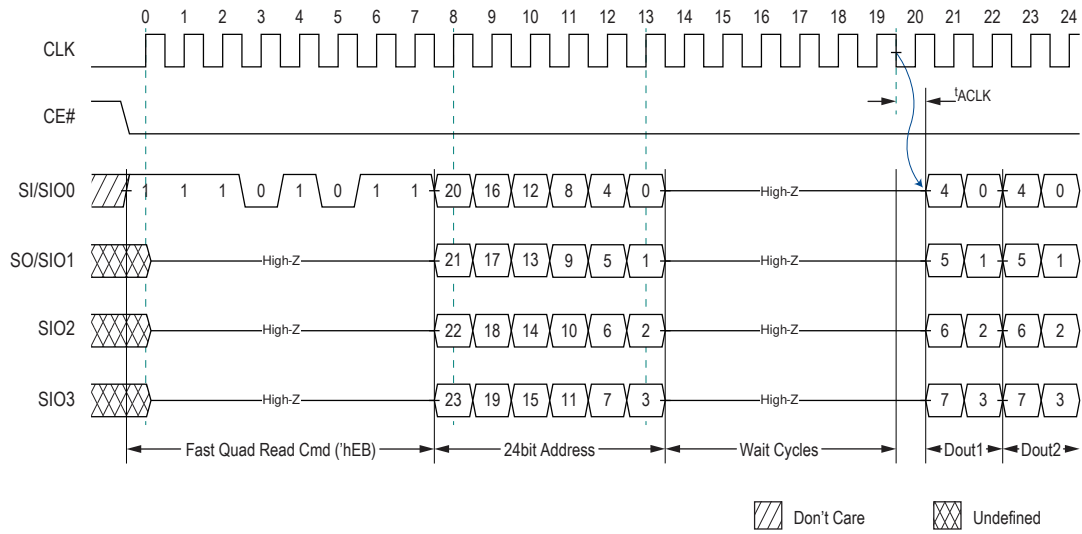 0 1 2 3 4 5 6 7 8 9 10 11 12 13 14 15 16 17 18 19 20 21 22 23 24
CLK
CE#
tACLK
SI/SIO0 1 1 1 0 1 0 1 1 20 16 12 8 4 0 High-Z 4 0 4 0
SO/SIO1 High-Z 21 17 13 9 5 1 High-Z 5 1 5 1
SIO2 High-Z 22 18 14 10 6 2 High-Z 6 2 6 2
SIO3 High-Z 23 19 15 11 7 3 High-Z 7 3 7 3
Fast Quad Read Cmd ('hEB) 24bit Address Wait Cycles Dout1 Dout2
Don't Care Undefined